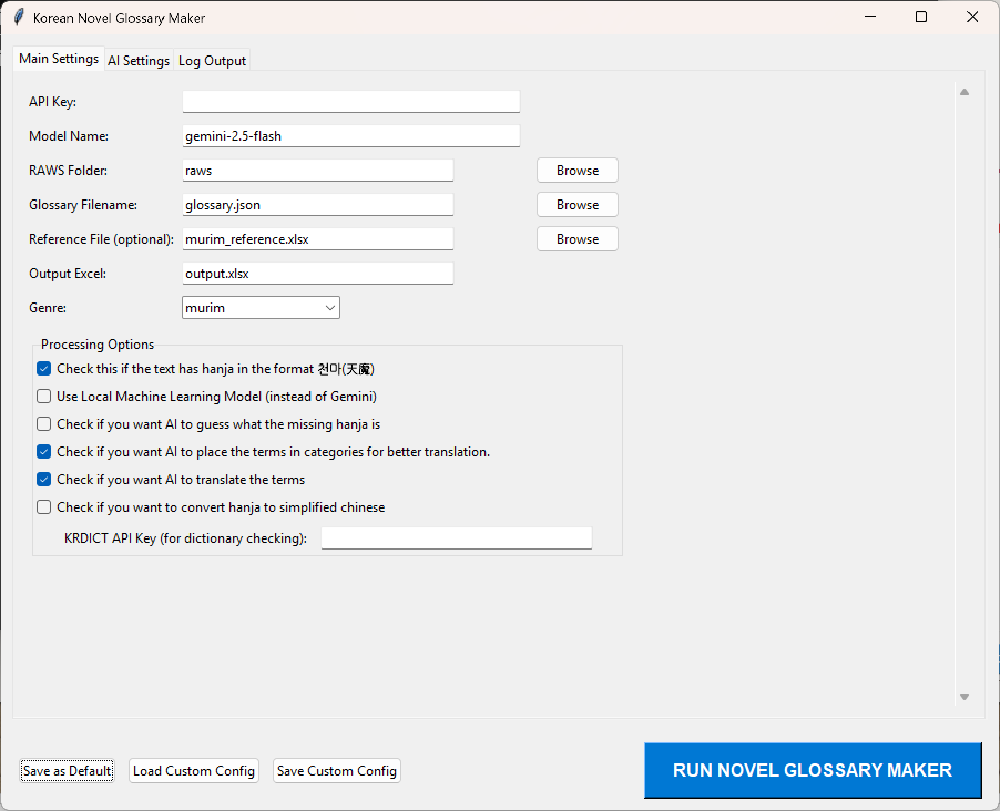 Korean Novel Glossary Maker
Main Settings AI Settings Log Output
API Key:
Model Name: gemini-2.5-flash
RAWS Folder: raws Browse
Glossary Filename: glossary.json Browse
Reference File (optional): murim_reference.xlsx Browse
Output Excel: output.xlsx
Genre: murim
Processing Options
Check this if the text has hanja in the format 천마(天魔)
Use Local Machine Learning Model (instead of Gemini)
Check if you want AI to guess what the missing hanja is
Check if you want AI to place the terms in categories for better translation.
Check if you want AI to translate the terms
Check if you want to convert hanja to simplified chinese
KRDICT API Key (for dictionary checking):
Save as Default Load Custom Config Save Custom Config RUN NOVEL GLOSSARY MAKER